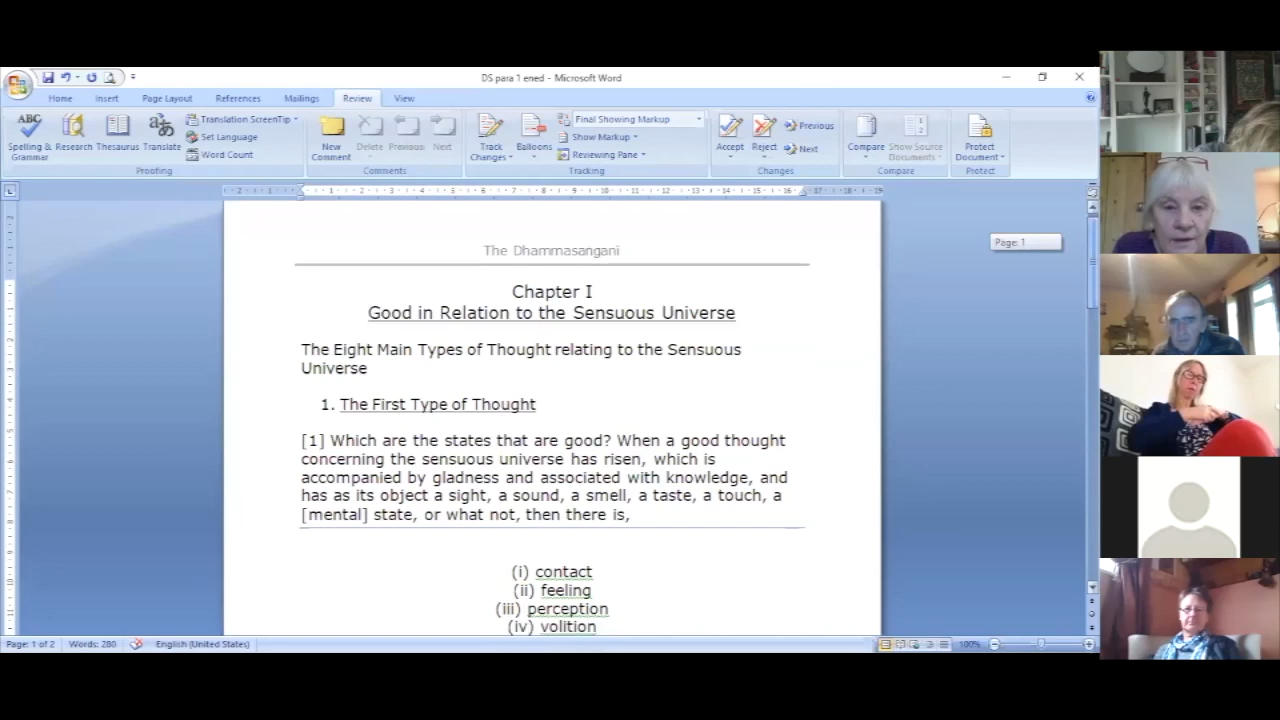 DS para 1 ened - Microsoft Word
Home Insert Page Layout References Mailings Review View
ABC
Spelling & Grammar
Research
Thesaurus
Translate
Translation ScreenTip
Set Language
Word Count
Proofing
New Comment
Delete
Previous
Next
Comments
Track Changes
Balloons
Final Showing Markup
Show Markup
Reviewing Pane
Tracking
Accept
Reject
Previous
Next
Changes
Compare
Show Source Documents
Compare
Protect Document
Protect
Page: 1
The Dhammasangani
Chapter I
Good in Relation to the Sensuous Universe
The Eight Main Types of Thought relating to the Sensuous
Universe
1. The First Type of Thought
[1] Which are the states that are good? When a good thought
concerning the sensuous universe has risen, which is
accompanied by gladness and associated with knowledge, and
has as its object a sight, a sound, a smell, a taste, a touch, a
[mental] state, or what not, then there is,
(i) contact
(ii) feeling
(iii) perception
(iv) volition
Page: 1 of 2 Words: 280 English (United States) 100%